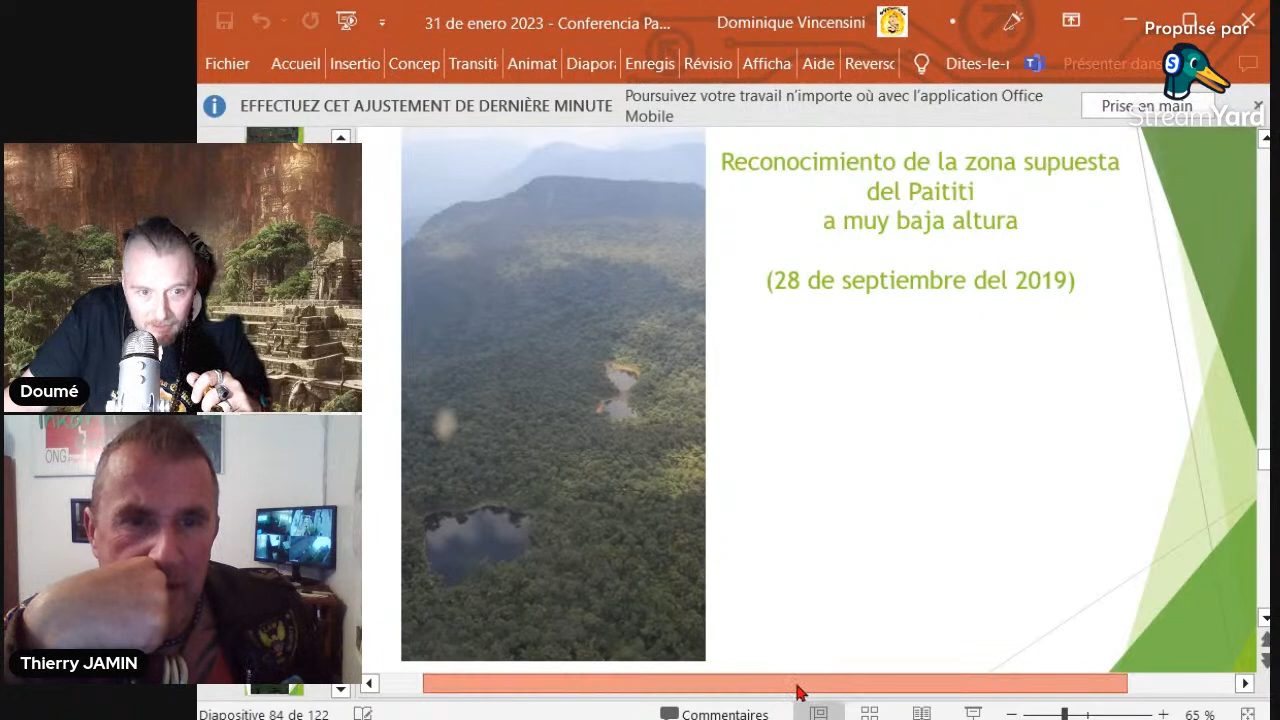 31 de enero 2023 - Conferencia Pa...
Dominique Vincensini
Propulsé par
StreamYard
Fichier
Accueil
Insertio
Concep
Transiti
Animat
Diapora
Enregis
Révisio
Afficha
Aide
Reverso
Dites-le-
Présenter dans
EFFECTUEZ CET AJUSTEMENT DE DERNIÈRE MINUTE
Poursuivez votre travail n'importe où avec l'application Office
Mobile
Prise en main
Reconocimiento de la zona supuesta
del Paititi
a muy baja altura
(28 de septiembre del 2019)
Doumé
ONG
Thierry JAMIN
Diapositive 84 de 122
Commentaires
65 %